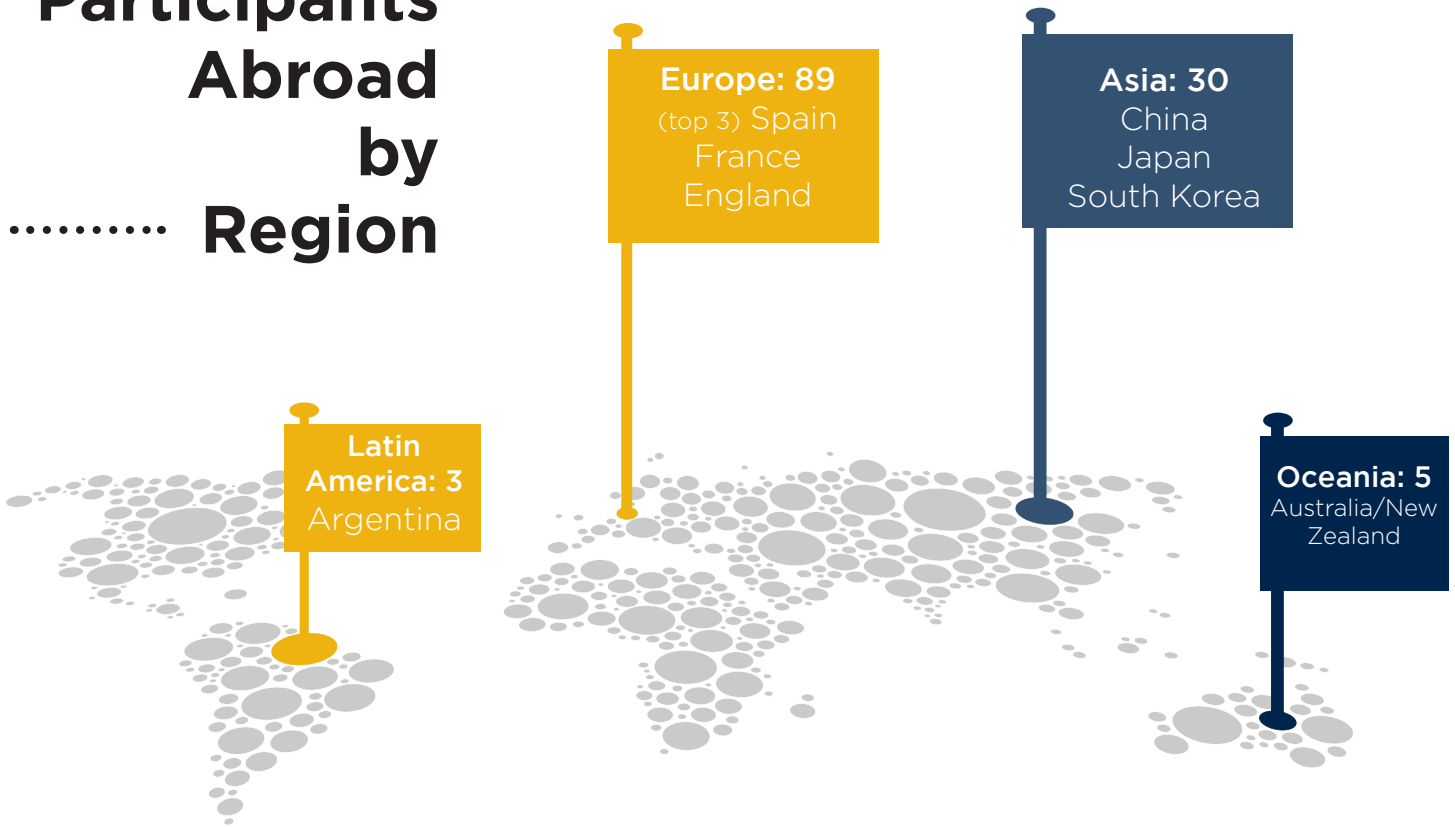 Participants
Abroad
by
Region
Europe: 89
(top 3) Spain
France
England
Asia: 30
China
Japan
South Korea
Latin
America: 3
Argentina
Oceania: 5
Australia/New
Zealand